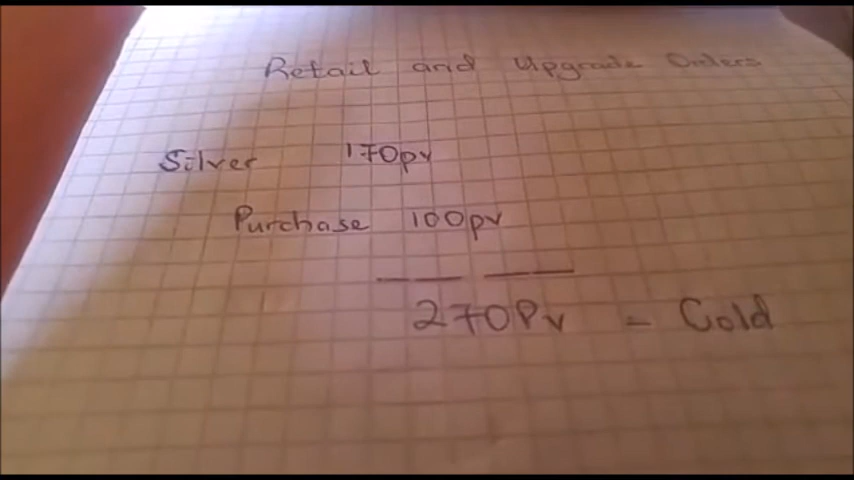 Retail and Upgrade Orders
Silver 170pv
Purchase 100pv
270Pv - Gold